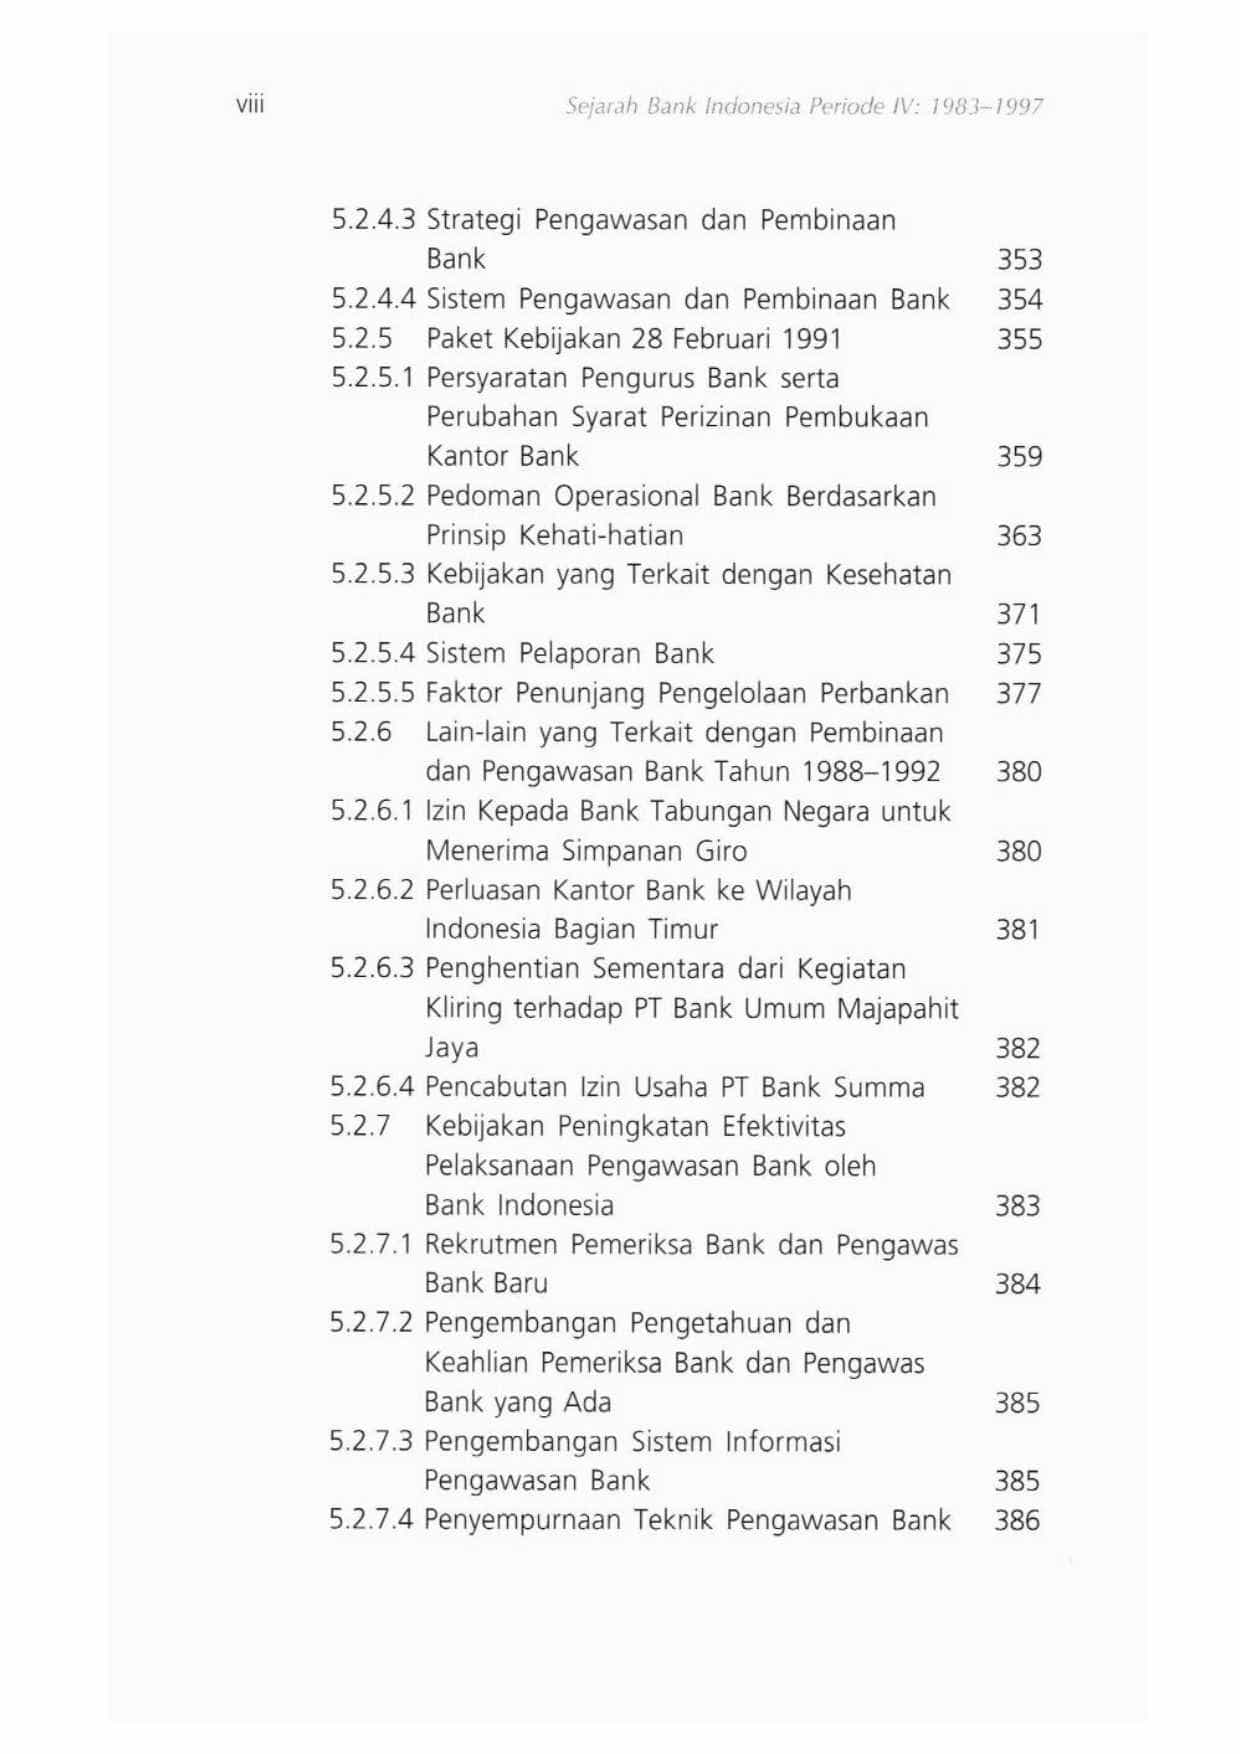 viii Sejarah Bank Indonesia Periode IV: 1983–1997
5.2.4.3 Strategi Pengawasan dan Pembinaan
Bank 353
5.2.4.4 Sistem Pengawasan dan Pembinaan Bank 354
5.2.5 Paket Kebijakan 28 Februari 1991 355
5.2.5.1 Persyaratan Pengurus Bank serta
Perubahan Syarat Perizinan Pembukaan
Kantor Bank 359
5.2.5.2 Pedoman Operasional Bank Berdasarkan
Prinsip Kehati-hatian 363
5.2.5.3 Kebijakan yang Terkait dengan Kesehatan
Bank 371
5.2.5.4 Sistem Pelaporan Bank 375
5.2.5.5 Faktor Penunjang Pengelolaan Perbankan 377
5.2.6 Lain-lain yang Terkait dengan Pembinaan
dan Pengawasan Bank Tahun 1988–1992 380
5.2.6.1 Izin Kepada Bank Tabungan Negara untuk
Menerima Simpanan Giro 380
5.2.6.2 Perluasan Kantor Bank ke Wilayah
Indonesia Bagian Timur 381
5.2.6.3 Penghentian Sementara dari Kegiatan
Kliring terhadap PT Bank Umum Majapahit
Jaya 382
5.2.6.4 Pencabutan Izin Usaha PT Bank Summa 382
5.2.7 Kebijakan Peningkatan Efektivitas
Pelaksanaan Pengawasan Bank oleh
Bank Indonesia 383
5.2.7.1 Rekrutmen Pemeriksa Bank dan Pengawas
Bank Baru 384
5.2.7.2 Pengembangan Pengetahuan dan
Keahlian Pemeriksa Bank dan Pengawas
Bank yang Ada 385
5.2.7.3 Pengembangan Sistem Informasi
Pengawasan Bank 385
5.2.7.4 Penyempurnaan Teknik Pengawasan Bank 386